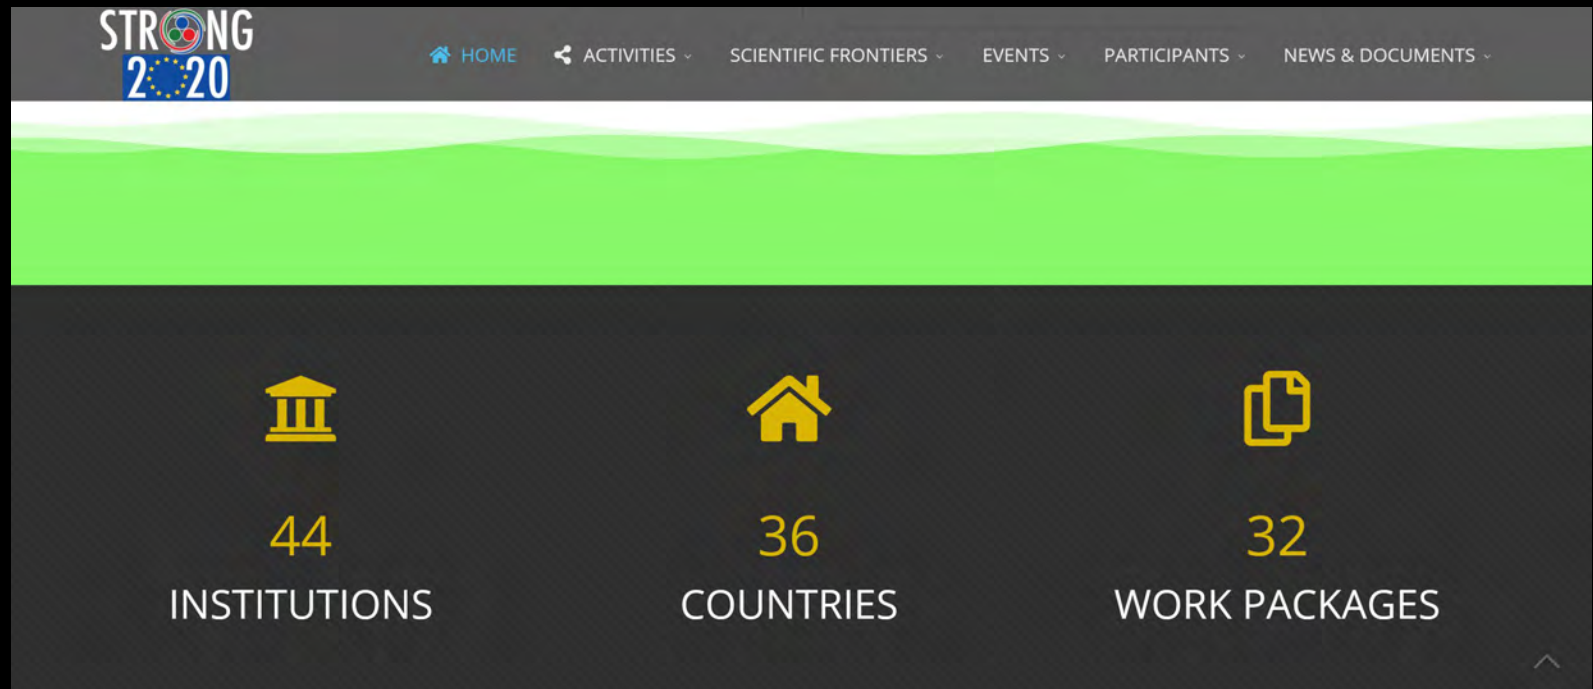 STRONG
2020
HOME
ACTIVITIES
SCIENTIFIC FRONTIERS
EVENTS
PARTICIPANTS
NEWS & DOCUMENTS
44
INSTITUTIONS
36
COUNTRIES
32
WORK PACKAGES